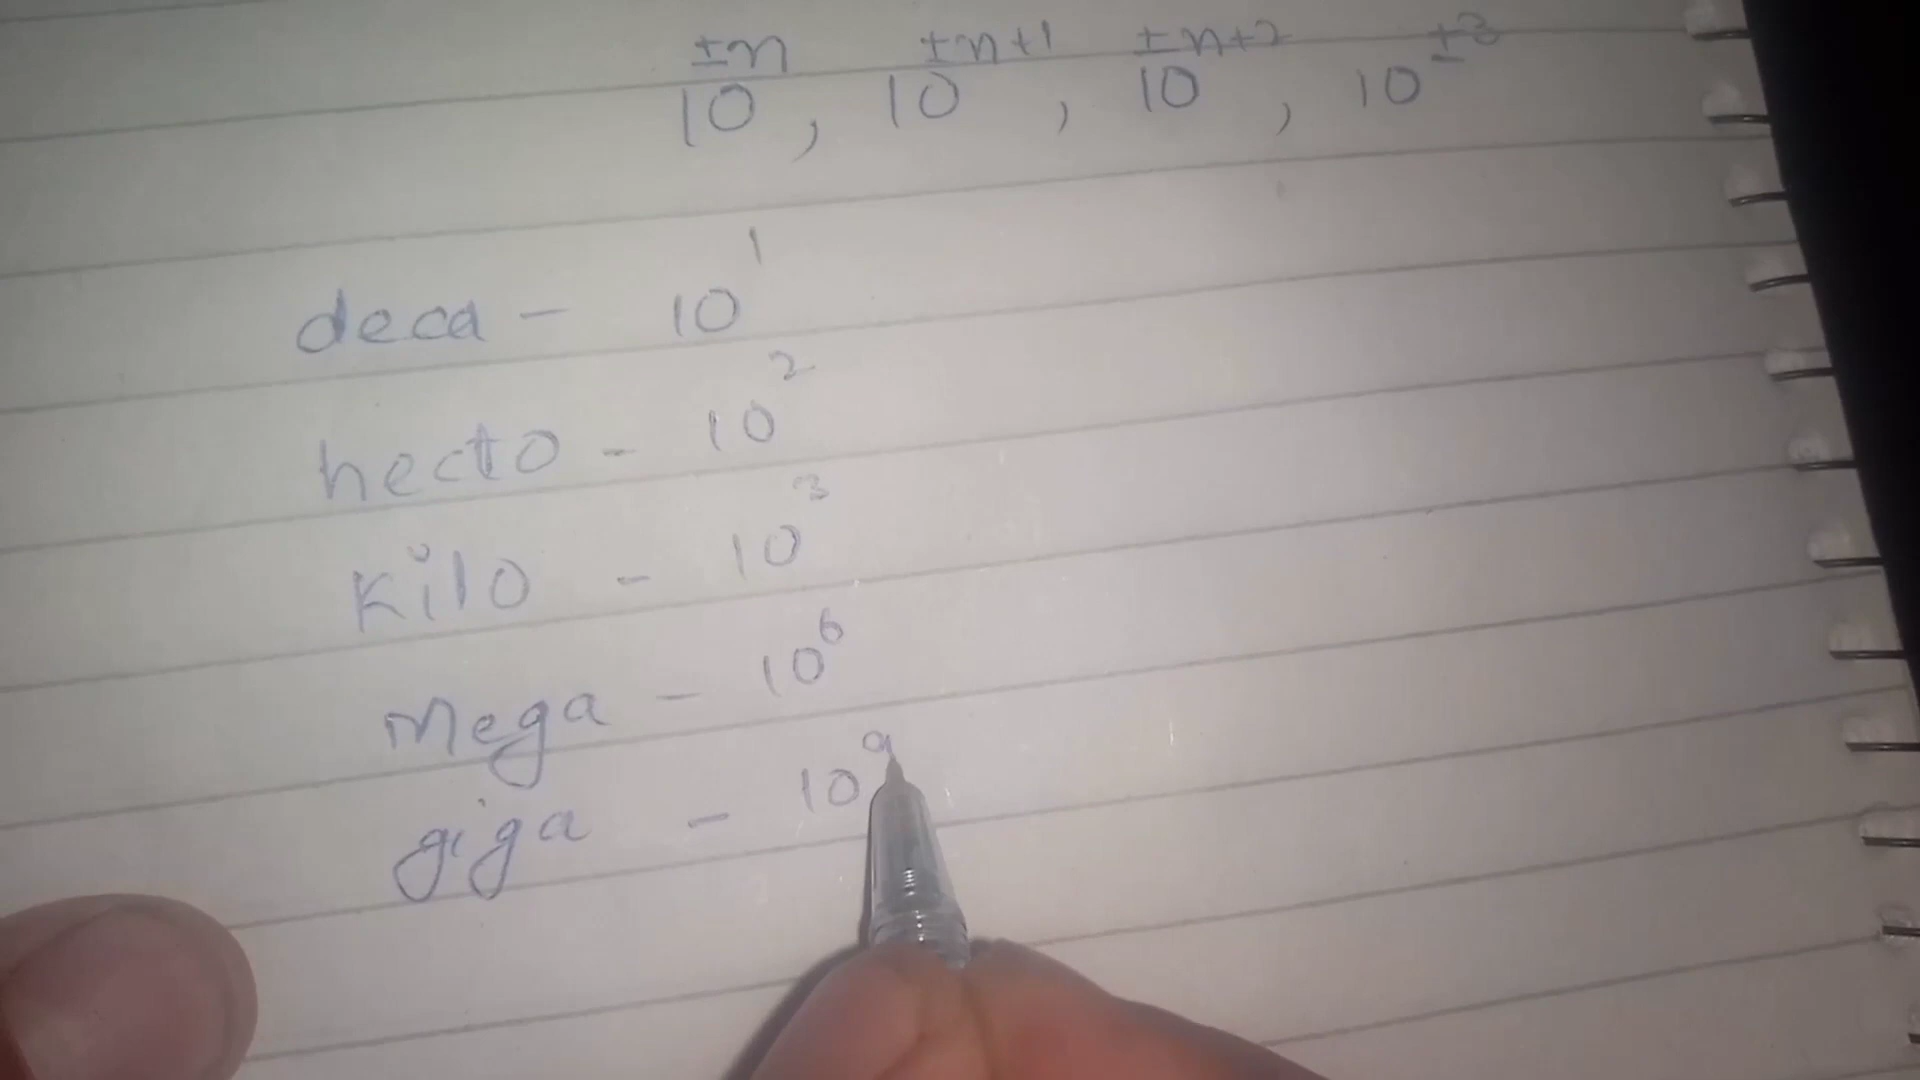 10^±n, 10^±n+1, 10^±n+2, 10^±3
deca - 10^1
hecto - 10^2
Kilo - 10^3
Mega - 10^6
giga - 10^9